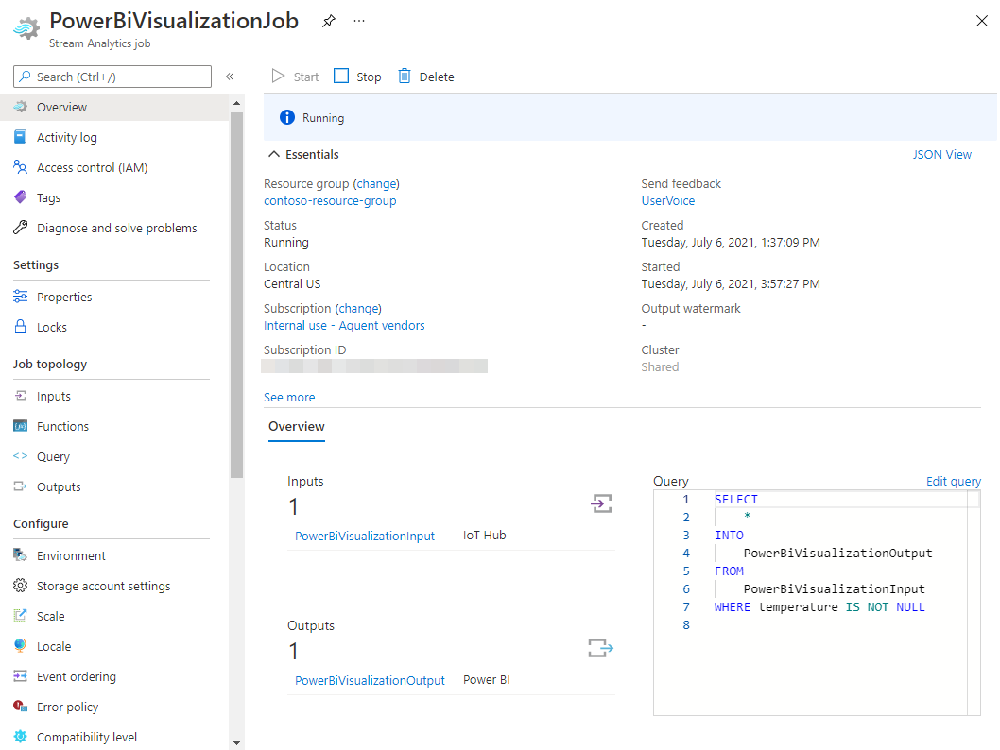 PowerBiVisualizationJob
Stream Analytics job
Search (Ctrl+/)
Overview
Activity log
Access control (IAM)
Tags
Diagnose and solve problems
Settings
Properties
Locks
Job topology
Inputs
Functions
Query
Outputs
Configure
Environment
Storage account settings
Scale
Locale
Event ordering
Error policy
Compatibility level
Start Stop Delete
Running
Essentials JSON View
Resource group (change)
contoso-resource-group
Status
Running
Location
Central US
Subscription (change)
Internal use - Aquent vendors
Subscription ID
See more
Send feedback
UserVoice
Created
Tuesday, July 6, 2021, 1:37:09 PM
Started
Tuesday, July 6, 2021, 3:57:27 PM
Output watermark
-
Cluster
Shared
Overview
Inputs
1
PowerBiVisualizationInput IoT Hub
Outputs
1
PowerBiVisualizationOutput Power BI
Query Edit query
1 SELECT
2 *
3 INTO
4 PowerBiVisualizationOutput
5 FROM
6 PowerBiVisualizationInput
7 WHERE temperature IS NOT NULL
8